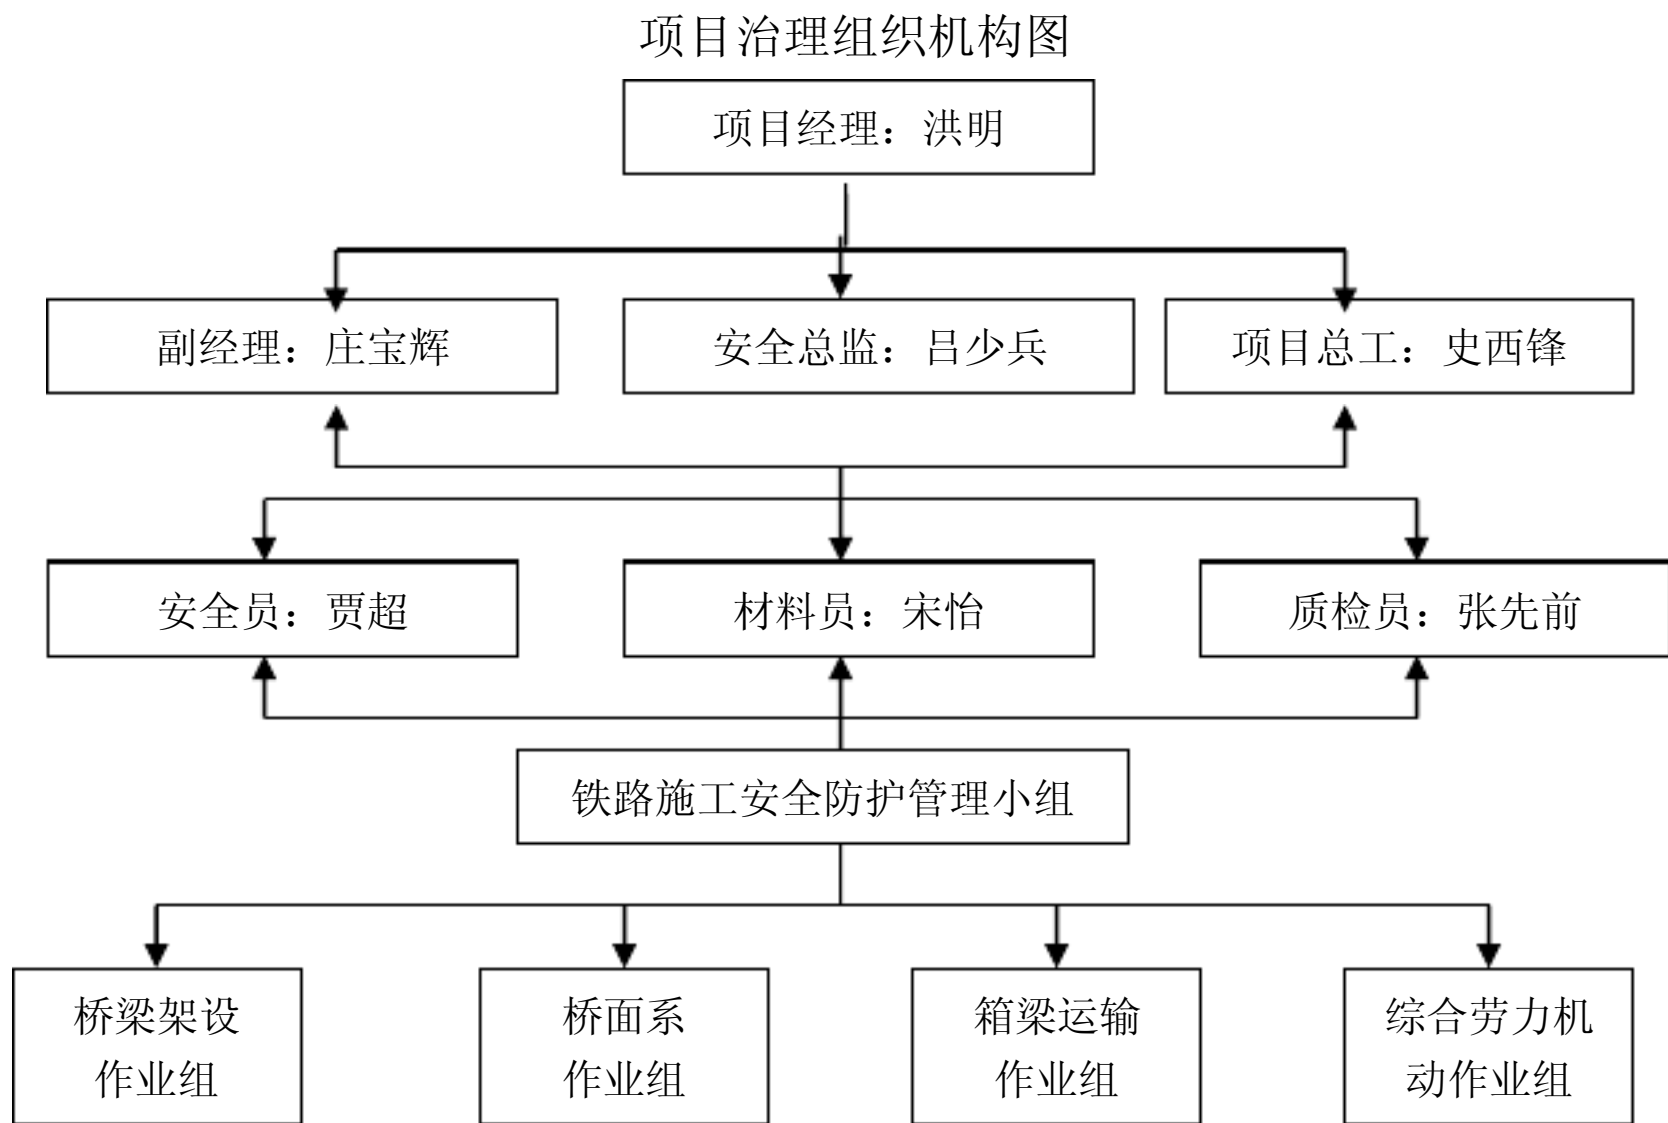 项目治理组织机构图
项目经理：洪明
副经理：庄宝辉
安全总监：吕少兵
项目总工：史西锋
安全员：贾超
材料员：宋怡
质检员：张先前
铁路施工安全防护管理小组
桥梁架设
作业组
桥面系
作业组
箱梁运输
作业组
综合劳力机
动作业组